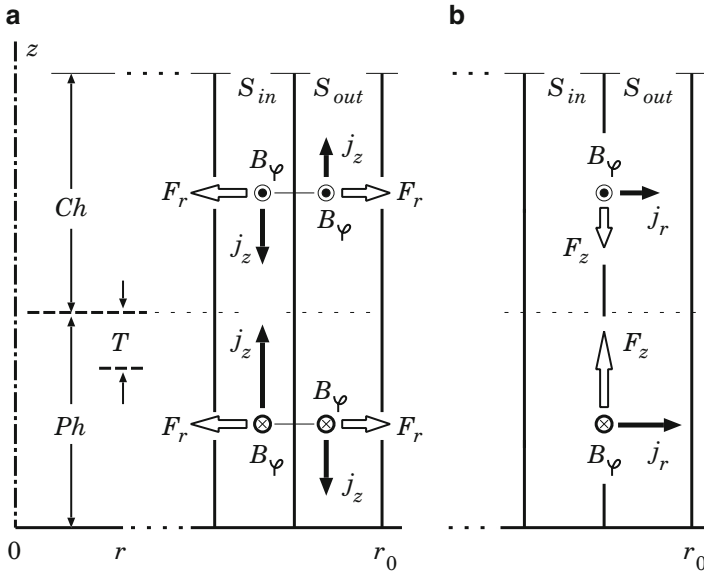 a
b
z
S_in S_out
S_in S_out
j_z
B_φ
B_φ
F_r
F_r
j_r
Ch
B_φ
j_z
F_z
T
j_z
F_z
B_φ
F_r
F_r
Ph
B_φ
B_φ
j_r
j_z
0
r
r_0
r_0